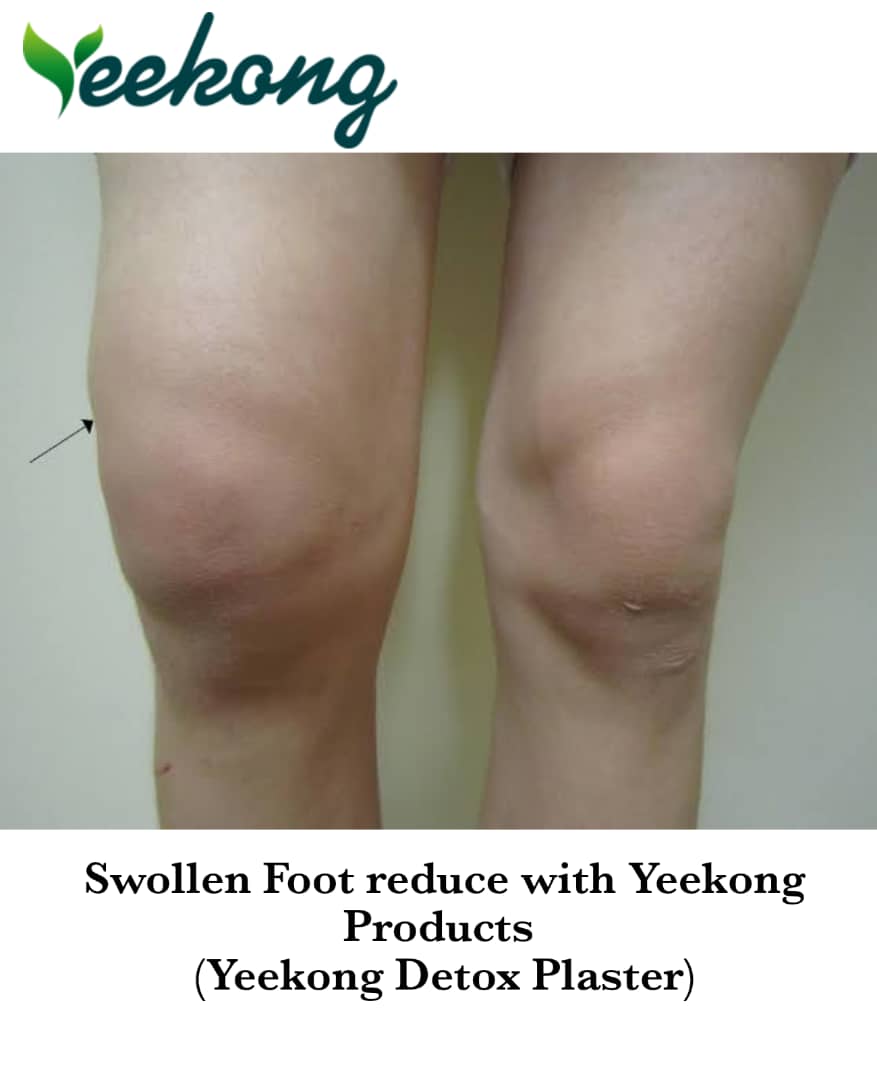 Yeekong
Swollen Foot reduce with Yeekong
Products
(Yeekong Detox Plaster)